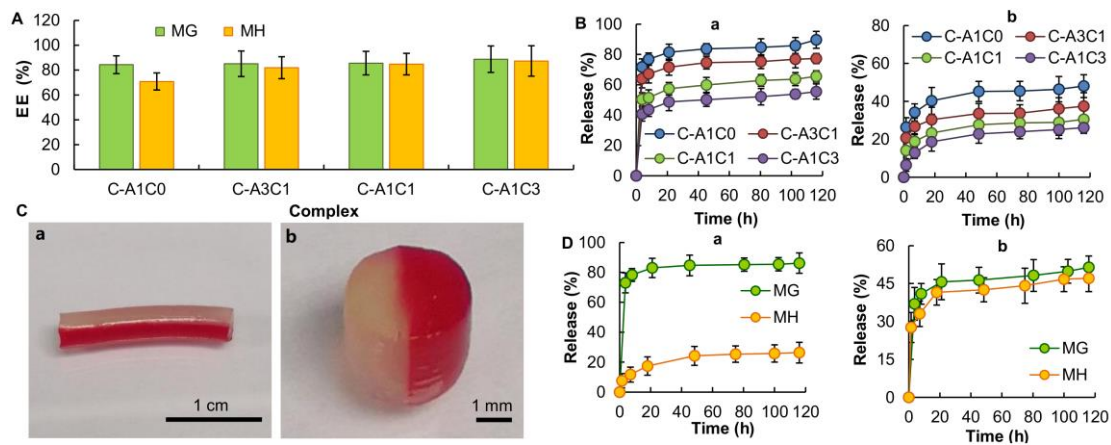 A
120
100
80
60
40
20
0
EE (%)
MG
MH
C-A1C0
C-A3C1
C-A1C1
C-A1C3
Complex
B
a
100
80
60
40
20
0
Release (%)
C-A1C0
C-A3C1
C-A1C1
C-A1C3
0 20 40 60 80 100 120
Time (h)
b
80
60
40
20
0
Release (%)
C-A1C0
C-A3C1
C-A1C1
C-A1C3
0 20 40 60 80 100 120
Time (h)
C
a
1 cm
b
1 mm
D
a
100
80
60
40
20
0
Release (%)
MG
MH
0 20 40 60 80 100 120
Time (h)
b
60
45
30
15
0
Release (%)
MG
MH
0 20 40 60 80 100 120
Time (h)